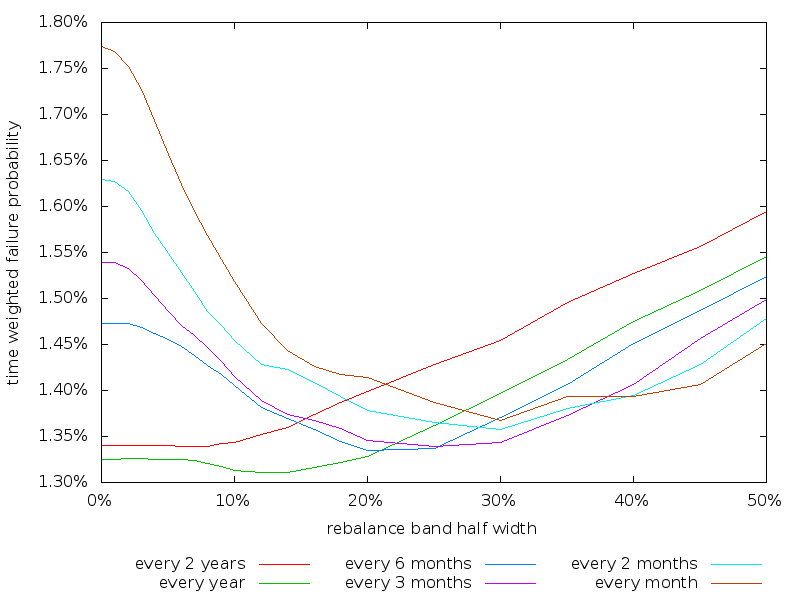 1.80%
1.75%
1.70%
1.65%
1.60%
1.55%
1.50%
1.45%
1.40%
1.35%
1.30%
time weighted failure probability
0% 10% 20% 30% 40% 50%
rebalance band half width
every 2 years every 6 months every 2 months
every year every 3 months every month